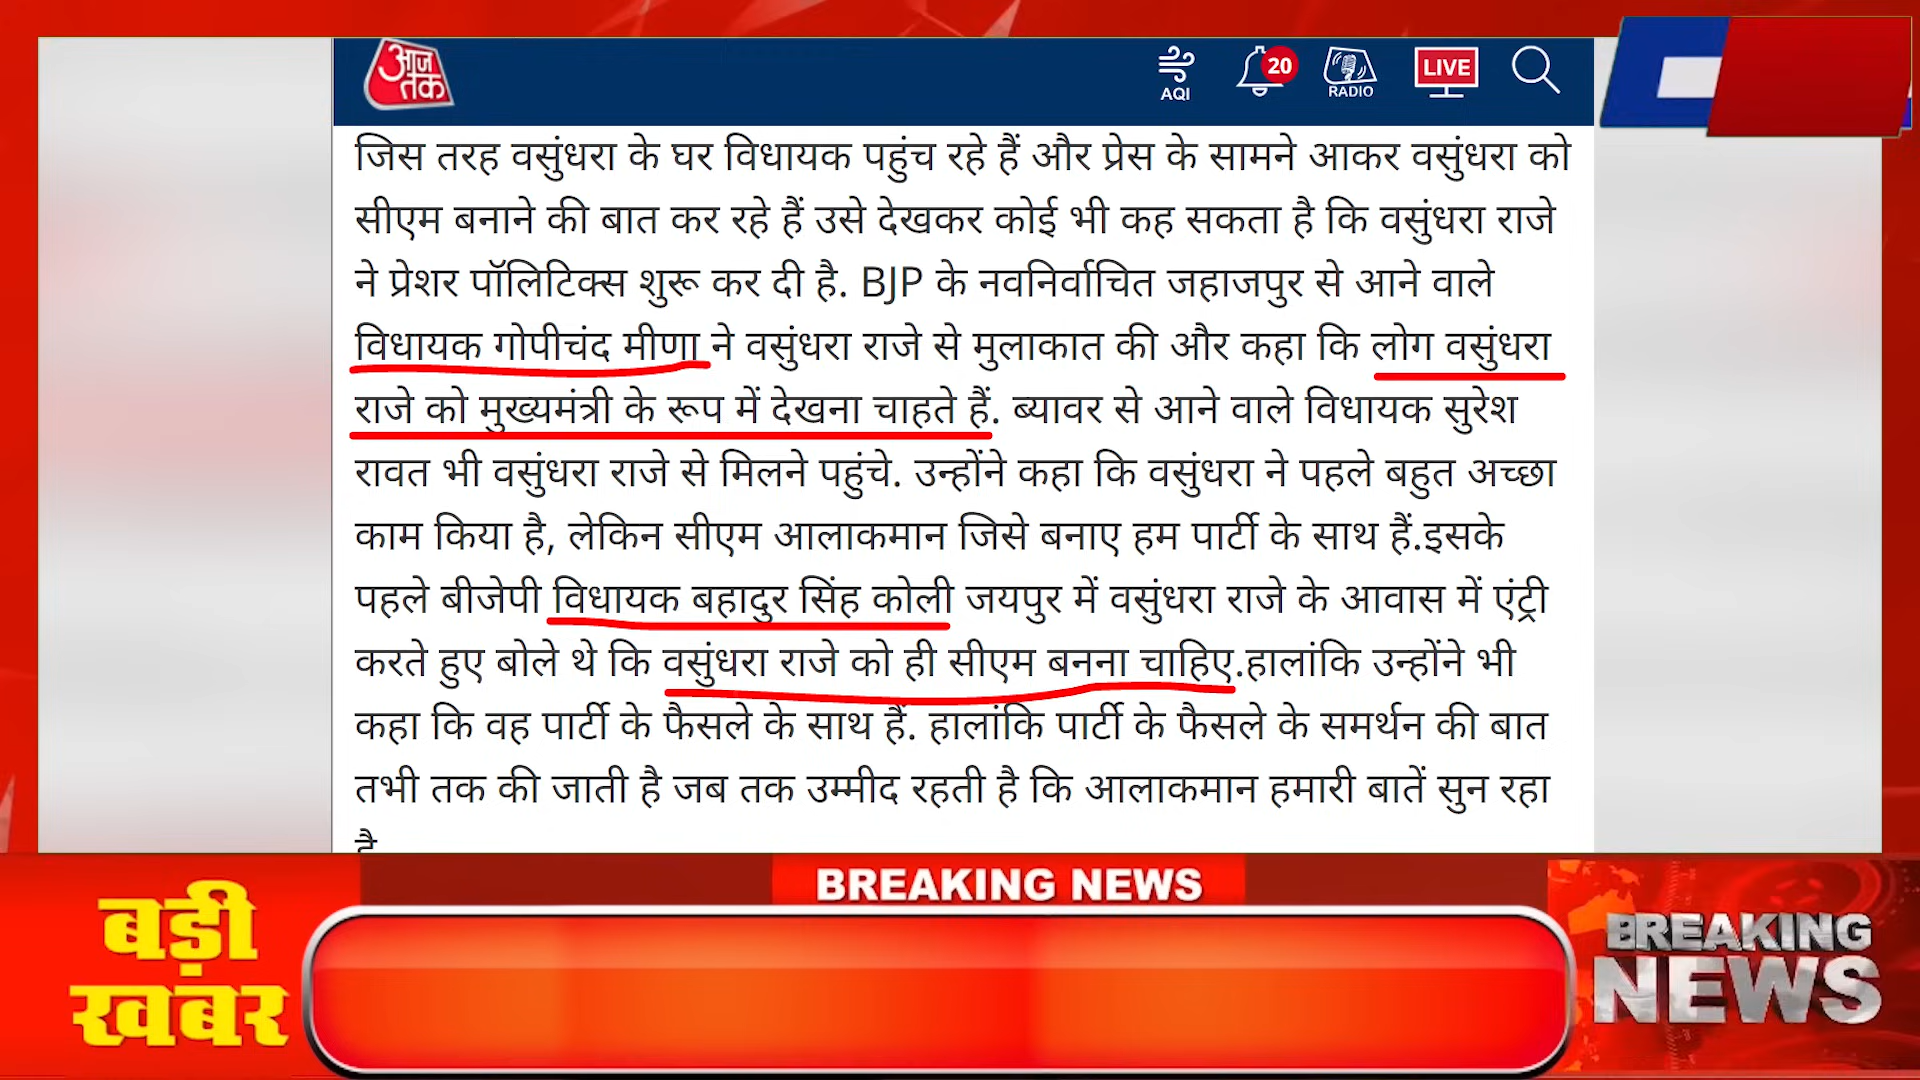 आज
तक
AQI
20
RADIO
LIVE
जिस तरह वसुंधरा के घर विधायक पहुंच रहे हैं और प्रेस के सामने आकर वसुंधरा को
सीएम बनाने की बात कर रहे हैं उसे देखकर कोई भी कह सकता है कि वसुंधरा राजे
ने प्रेशर पॉलिटिक्स शुरू कर दी है. BJP के नवनिर्वाचित जहाजपुर से आने वाले
विधायक गोपीचंद मीणा ने वसुंधरा राजे से मुलाकात की और कहा कि लोग वसुंधरा
राजे को मुख्यमंत्री के रूप में देखना चाहते हैं. ब्यावर से आने वाले विधायक सुरेश
रावत भी वसुंधरा राजे से मिलने पहुंचे. उन्होंने कहा कि वसुंधरा ने पहले बहुत अच्छा
काम किया है, लेकिन सीएम आलाकमान जिसे बनाए हम पार्टी के साथ हैं.इसके
पहले बीजेपी विधायक बहादुर सिंह कोली जयपुर में वसुंधरा राजे के आवास में एंट्री
करते हुए बोले थे कि वसुंधरा राजे को ही सीएम बनना चाहिए.हालांकि उन्होंने भी
कहा कि वह पार्टी के फैसले के साथ हैं. हालांकि पार्टी के फैसले के समर्थन की बात
तभी तक की जाती है जब तक उम्मीद रहती है कि आलाकमान हमारी बातें सुन रहा
BREAKING NEWS
बड़ी
खबर
BREAKING
NEWS